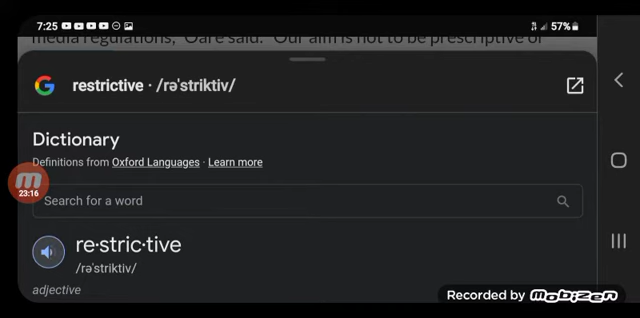 7:25 57%
media regulations," Oare said. "Our aim is not to be prescriptive or
restrictive · /rəˈstriktiv/
Dictionary
Definitions from Oxford Languages · Learn more
23:16
Search for a word
re·stric·tive
/rəˈstriktiv/
adjective
Recorded by mobizen